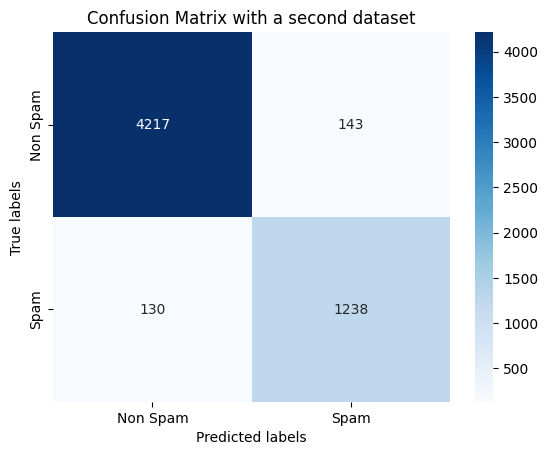 Confusion Matrix with a second dataset
True labels
Non Spam
Spam
4217
143
130
1238
Non Spam
Spam
Predicted labels
4000
3500
3000
2500
2000
1500
1000
500